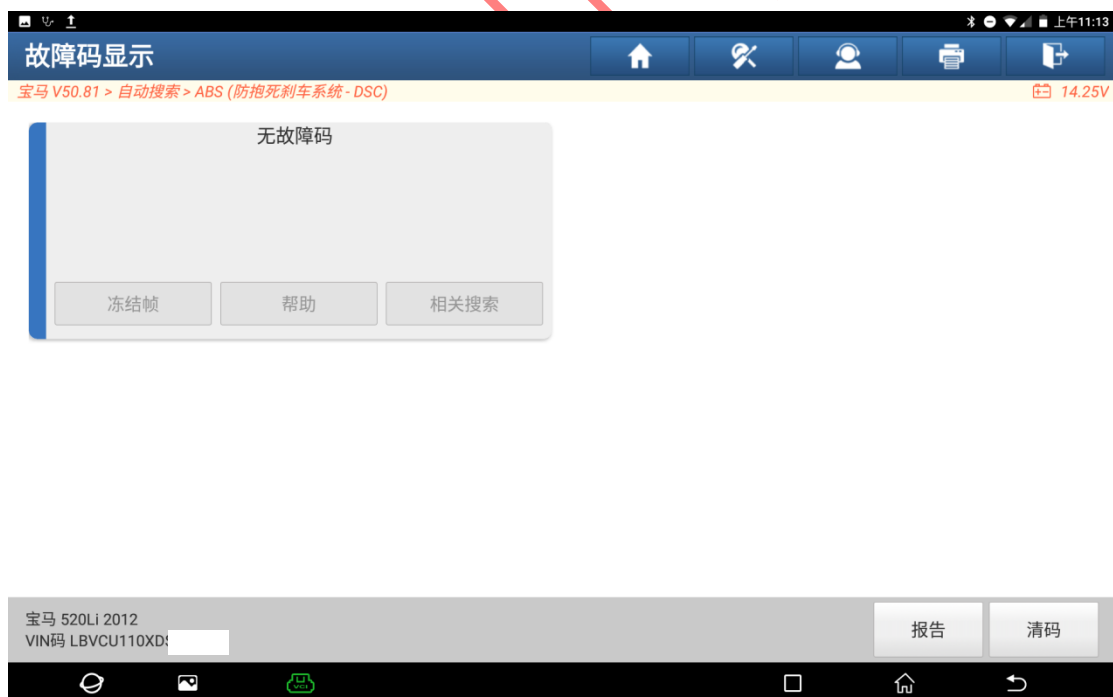 上午11:13
故障码显示
宝马 V50.81 > 自动搜索 > ABS (防抱死刹车系统 - DSC)
14.25V
无故障码
冻结帧
帮助
相关搜索
宝马 520Li 2012
VIN码 LBVCU110XD
报告
清码
VCI